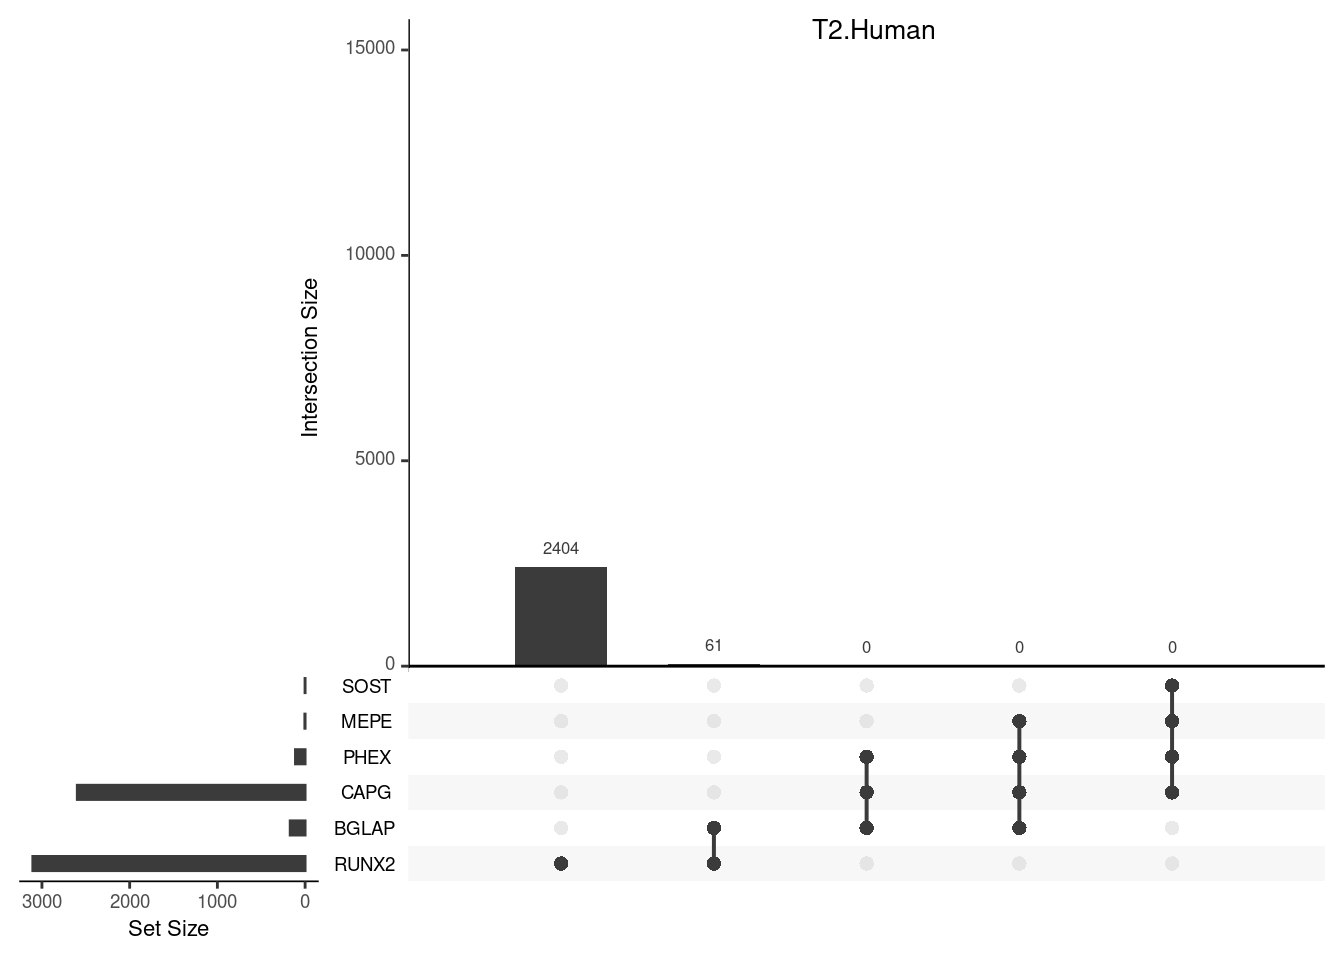 T2.Human
15000
10000
5000
0
Intersection Size
2404
61
0
0
0
SOST
MEPE
PHEX
CAPG
BGLAP
RUNX2
3000 2000 1000 0
Set Size